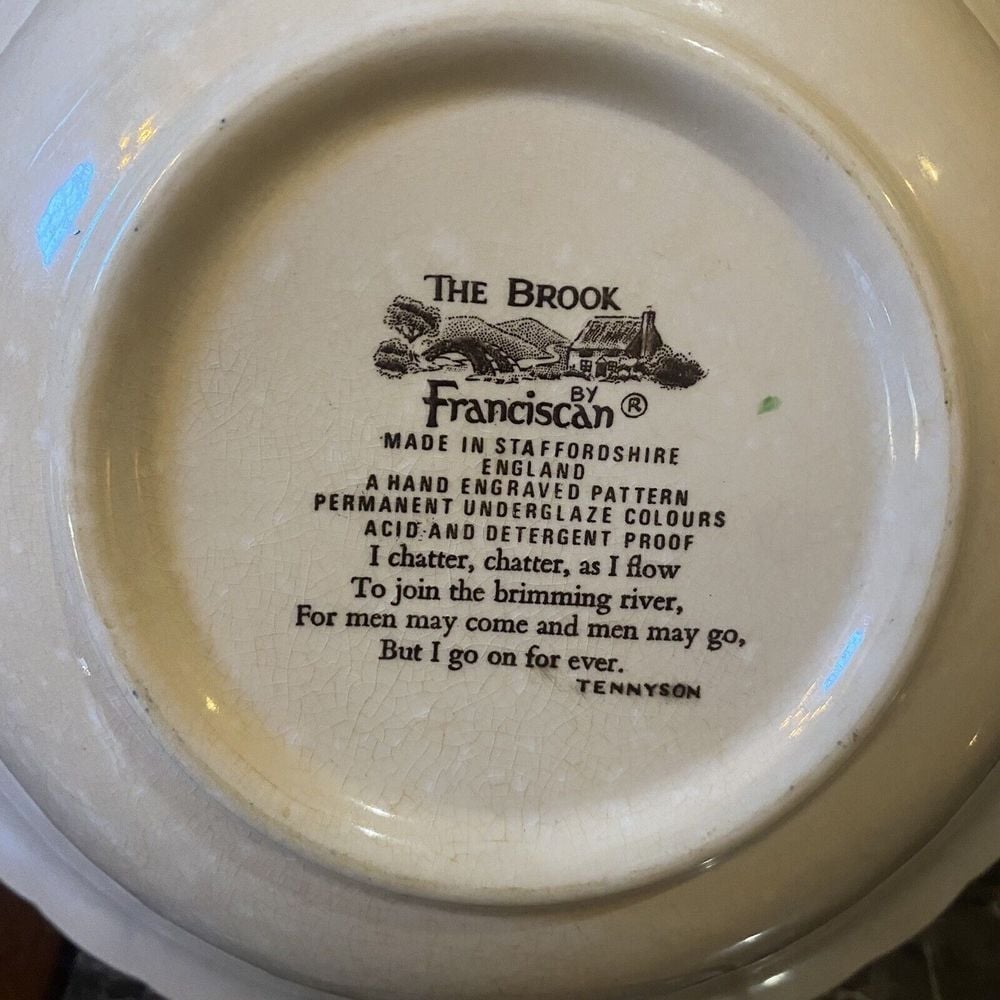 THE BROOK
BY
Franciscan ®
MADE IN STAFFORDSHIRE
ENGLAND
A HAND ENGRAVED PATTERN
PERMANENT UNDERGLAZE COLOURS
ACID AND DETERGENT PROOF
I chatter, chatter, as I flow
To join the brimming river,
For men may come and men may go,
But I go on for ever.
TENNYSON